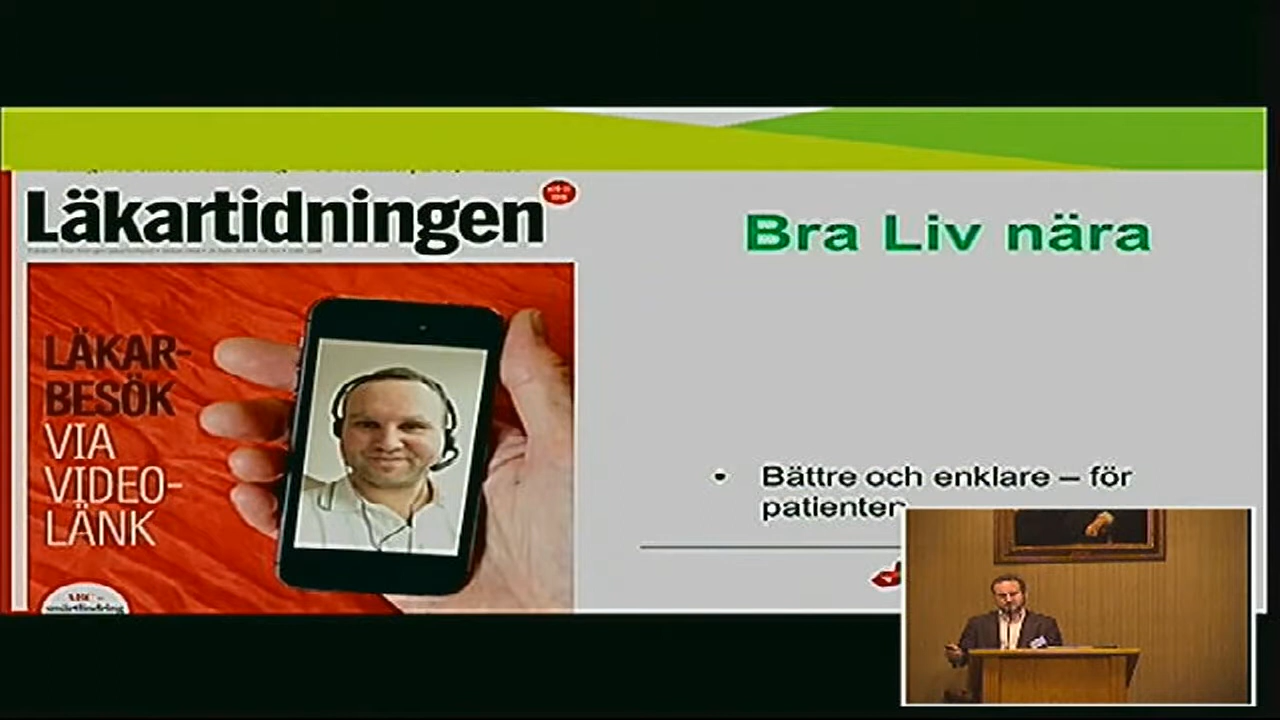 Läkartidningen
LÄKAR-
BESÖK
VIA
VIDEO-
LÄNK
Bra Liv nära
• Bättre och enklare – för
patienten